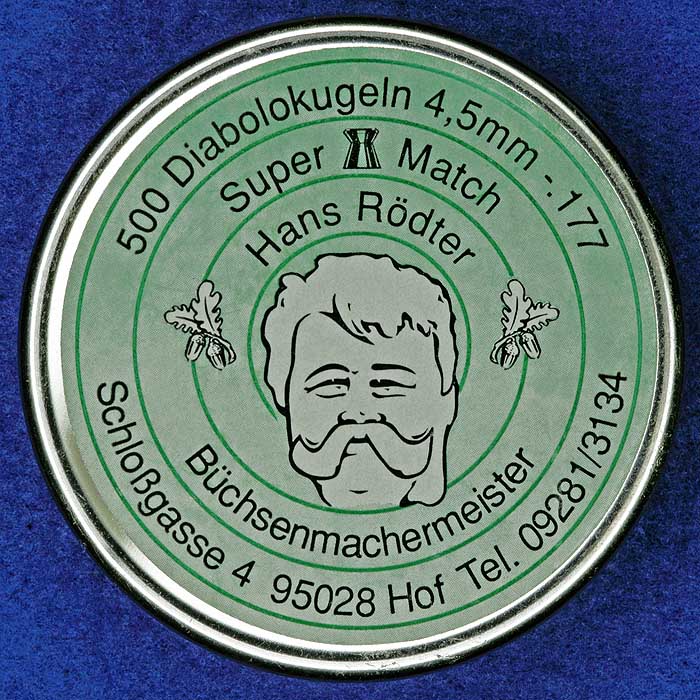 500 Diabolokugeln 4,5mm -.177
Super Match
Hans Rödter
Büchsenmachermeister
Schloßgasse 4 95028 Hof Tel. 09281/3134